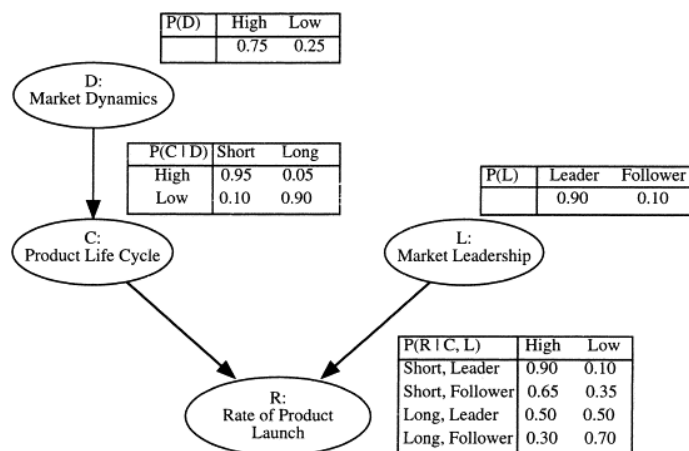 P(D) High Low
0.75 0.25
D:
Market Dynamics
P(C | D) Short Long
High 0.95 0.05
Low 0.10 0.90
P(L) Leader Follower
0.90 0.10
C:
Product Life Cycle
L:
Market Leadership
P(R | C, L) High Low
Short, Leader 0.90 0.10
Short, Follower 0.65 0.35
Long, Leader 0.50 0.50
Long, Follower 0.30 0.70
R:
Rate of Product
Launch